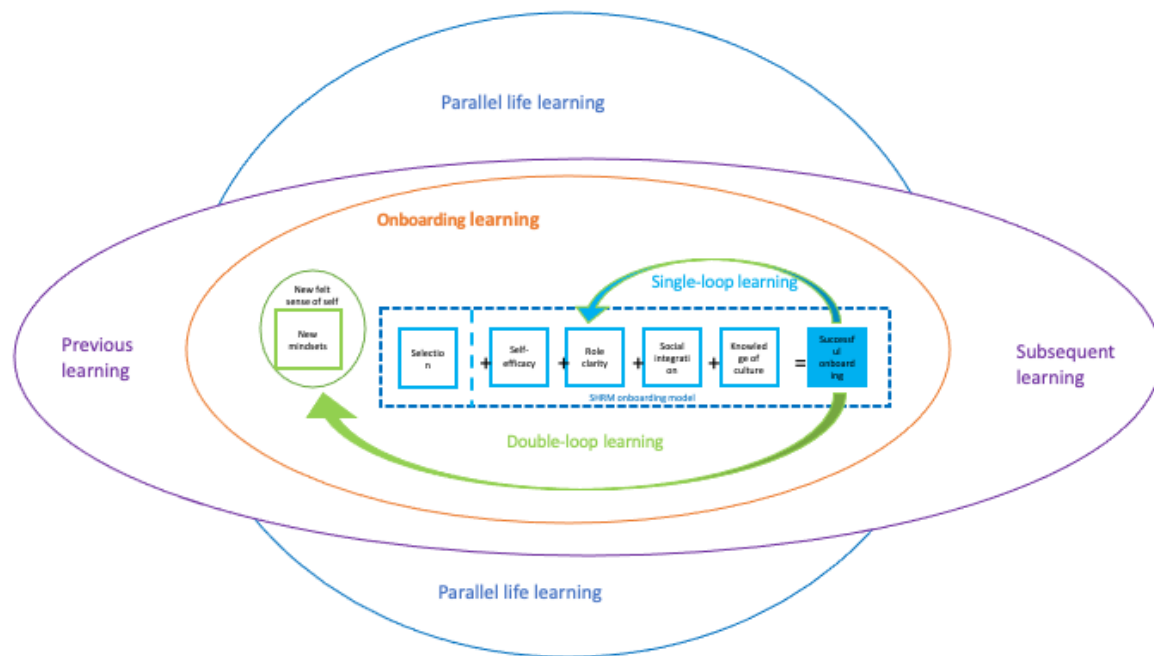 Parallel life learning
Onboarding learning
New felt
sense of self
New
mindsets
Single-loop learning
Previous
learning
Selectio
n
+
Self-
efficacy
+
Role
clarity
+
Social
integrati
on
+
Knowled
ge of
culture
=
Successf
ul
onboard
ing
SHRM onboarding model
Subsequent
learning
Double-loop learning
Parallel life learning